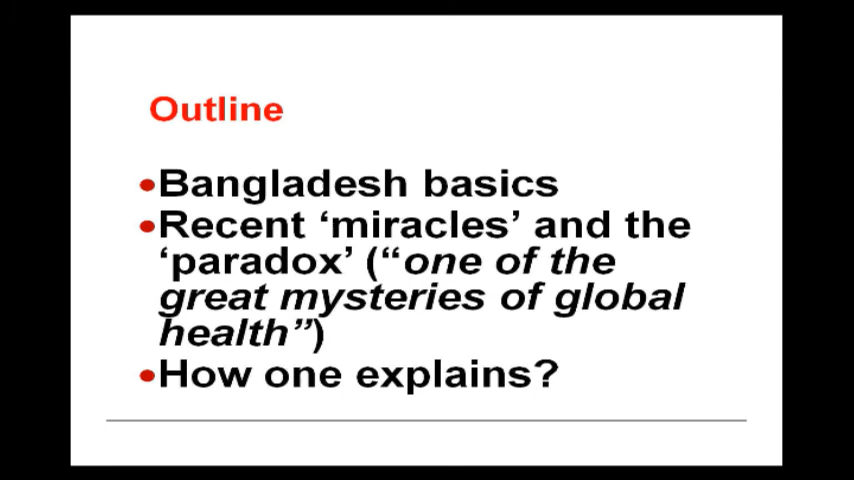 Outline
•Bangladesh basics
•Recent ‘miracles’ and the
‘paradox’ (“one of the
great mysteries of global
health”)
•How one explains?